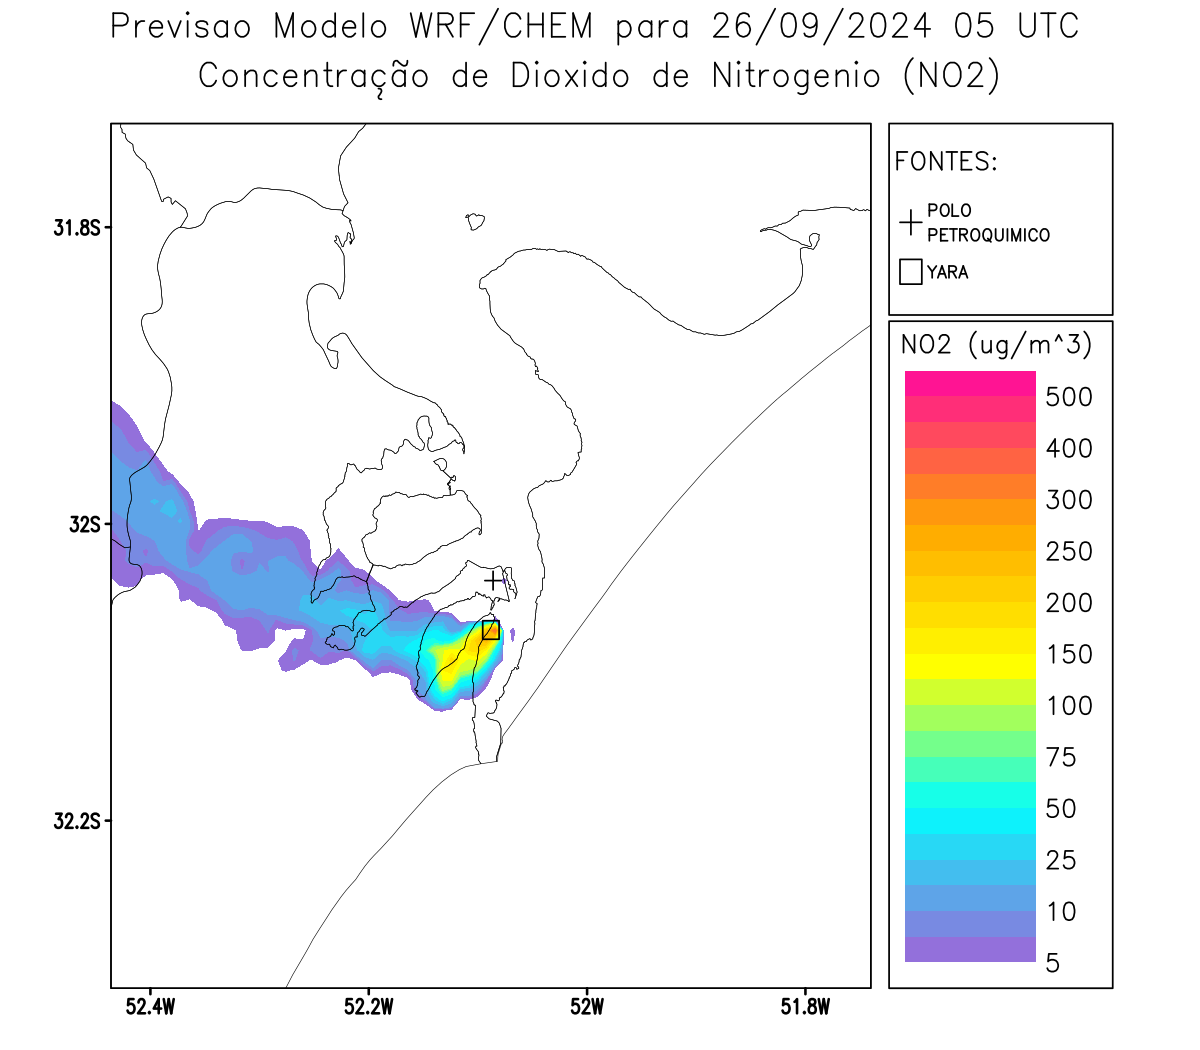 Previsao Modelo WRF/CHEM para 26/09/2024 05 UTC
Concentração de Dioxido de Nitrogenio (NO2)
FONTES:
POLO
PETROQUIMICO
YARA
31.8S
32S
32.2S
52.4W
52.2W
52W
51.8W
NO2 (ug/m^3)
500
400
300
250
200
150
100
75
50
25
10
5